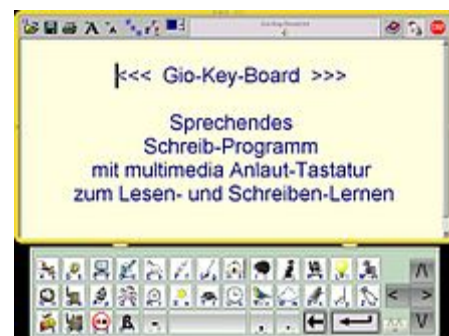 <<< Gio-Key-Board >>>
Sprechendes
Schreib-Programm
mit multimedia Anlaut-Tastatur
zum Lesen- und Schreiben-Lernen